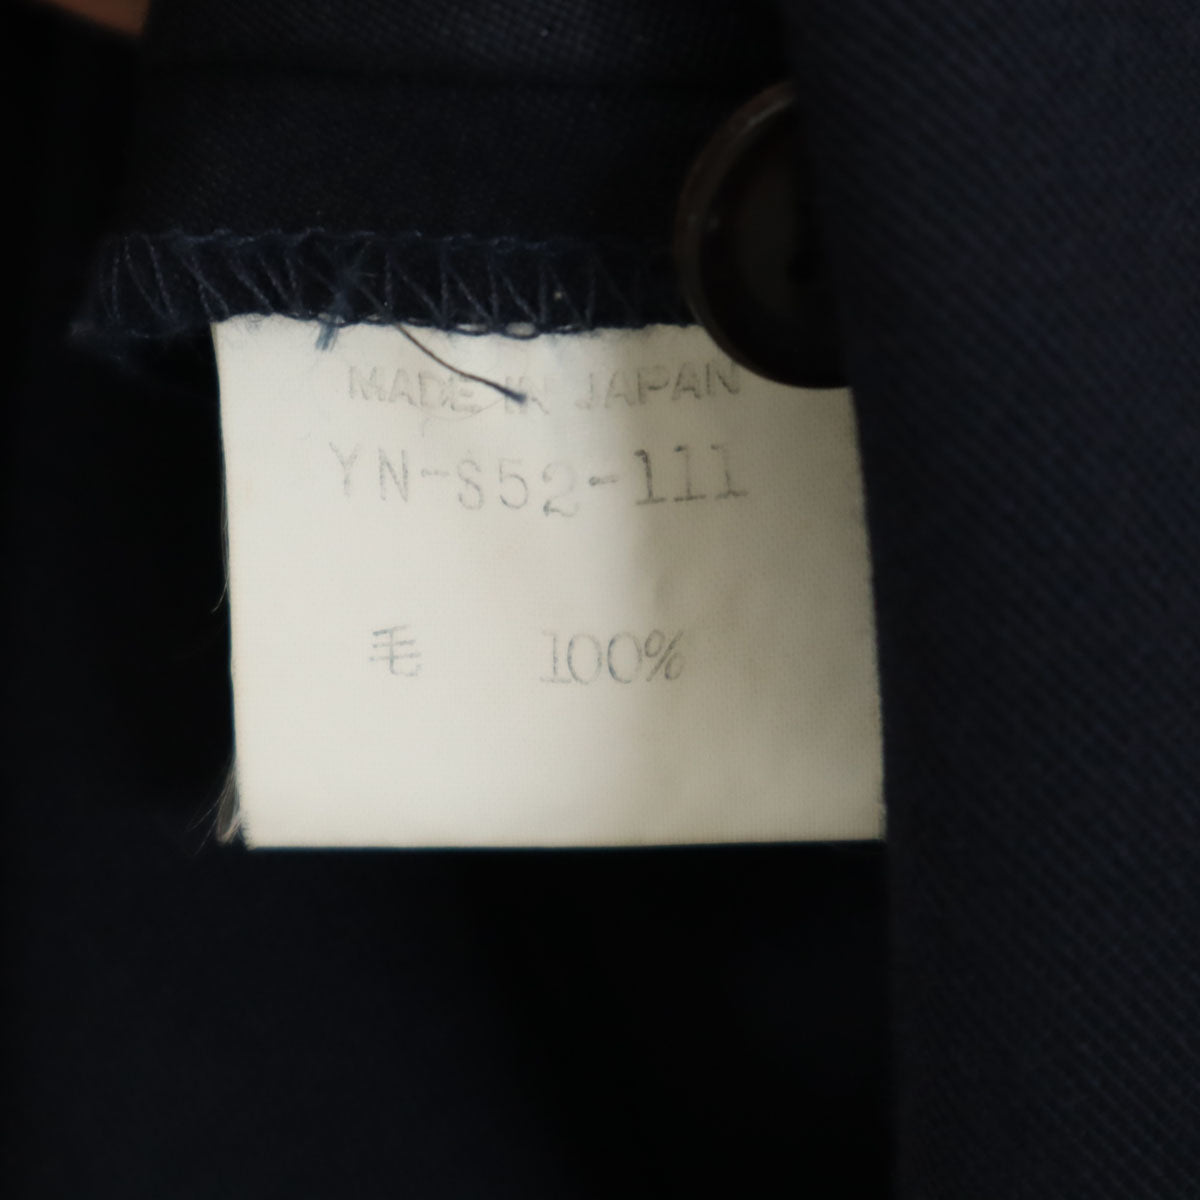 MADE IN JAPAN
YN-S52-111
毛 100%